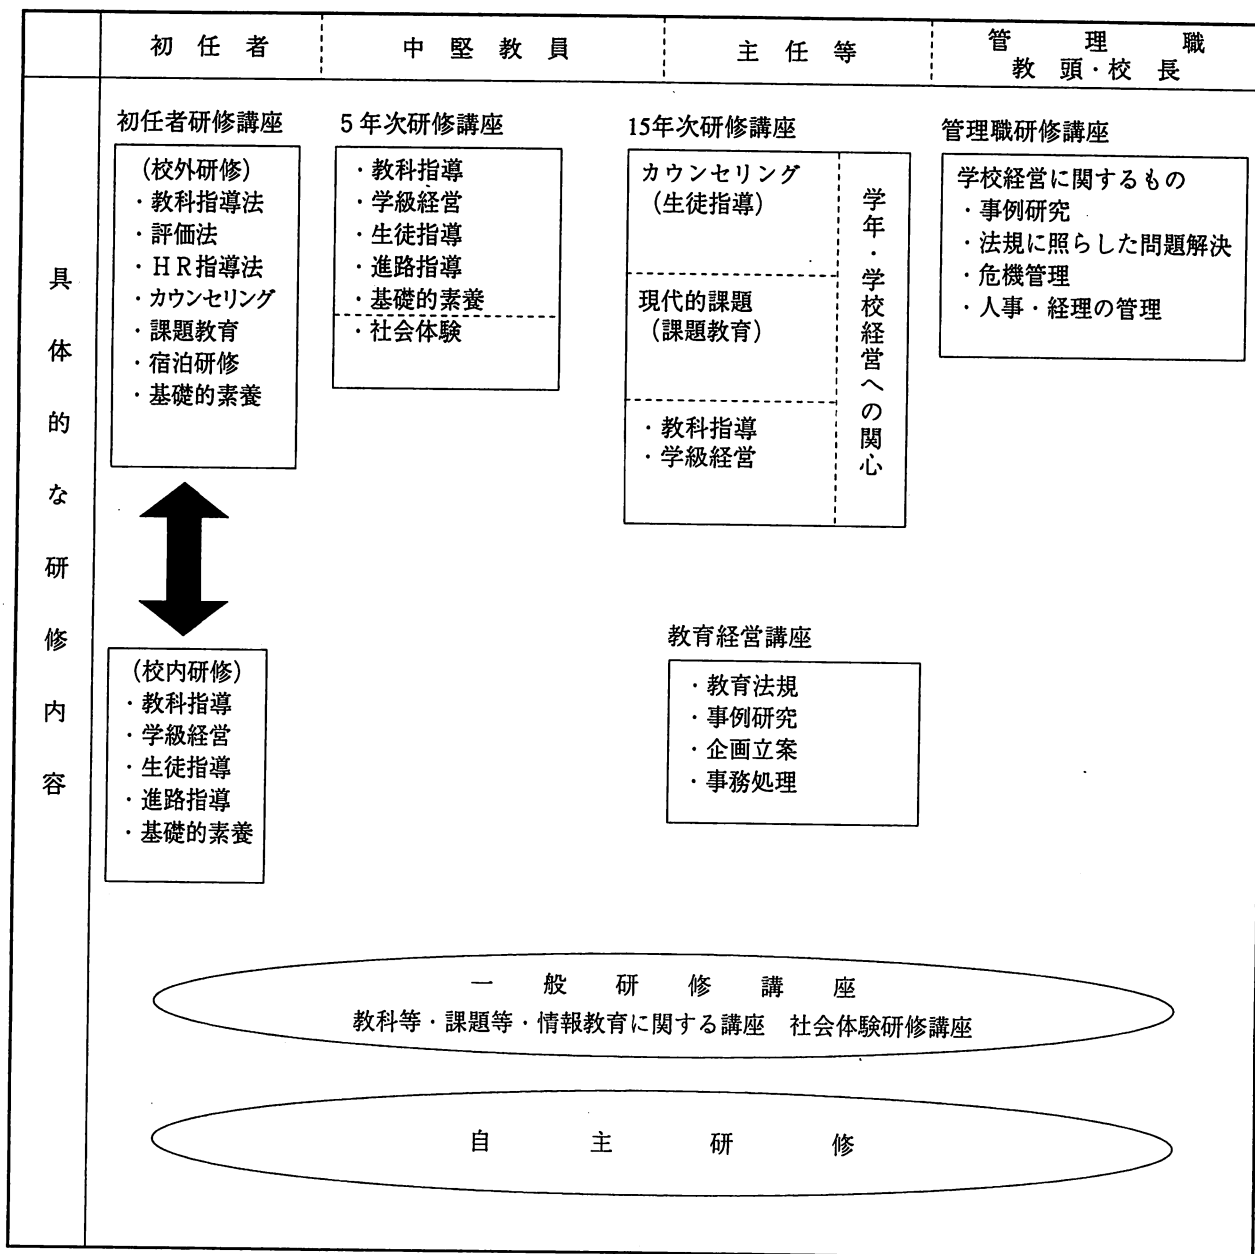 初任者
中堅教員
主任等
管理職
教頭・校長
具体的な研修内容
初任者研修講座
(校外研修)
・教科指導法
・評価法
・HR指導法
・カウンセリング
・課題教育
・宿泊研修
・基礎的素養
(校内研修)
・教科指導
・学級経営
・生徒指導
・進路指導
・基礎的素養
5年次研修講座
・教科指導
・学級経営
・生徒指導
・進路指導
・基礎的素養
・社会体験
15年次研修講座
カウンセリング
(生徒指導)
現代的課題
(課題教育)
・教科指導
・学級経営
学年・学校経営への関心
教育経営講座
・教育法規
・事例研究
・企画立案
・事務処理
管理職研修講座
学校経営に関するもの
・事例研究
・法規に照らした問題解決
・危機管理
・人事・経理の管理
一般研修講座
教科等・課題等・情報教育に関する講座 社会体験研修講座
自主研修